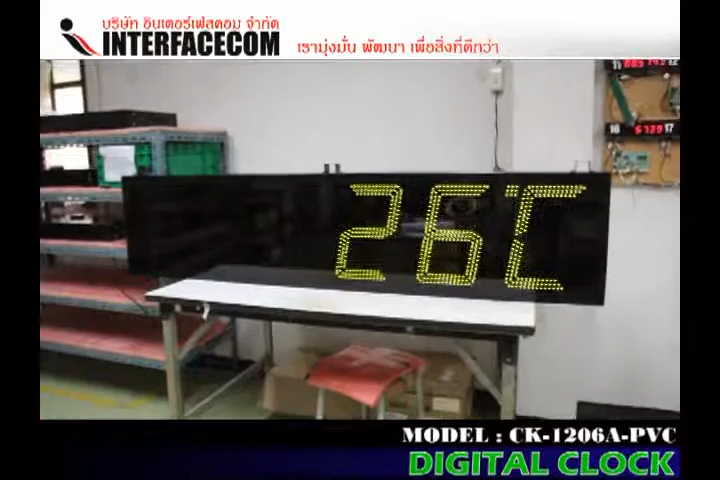 บริษัท อินเตอร์เฟสคอม จำกัด
INTERFACECOM เรามุ่งมั่น พัฒนา เพื่อสิ่งที่ดีกว่า
26°C
MODEL : CK-1206A-PVC
DIGITAL CLOCK